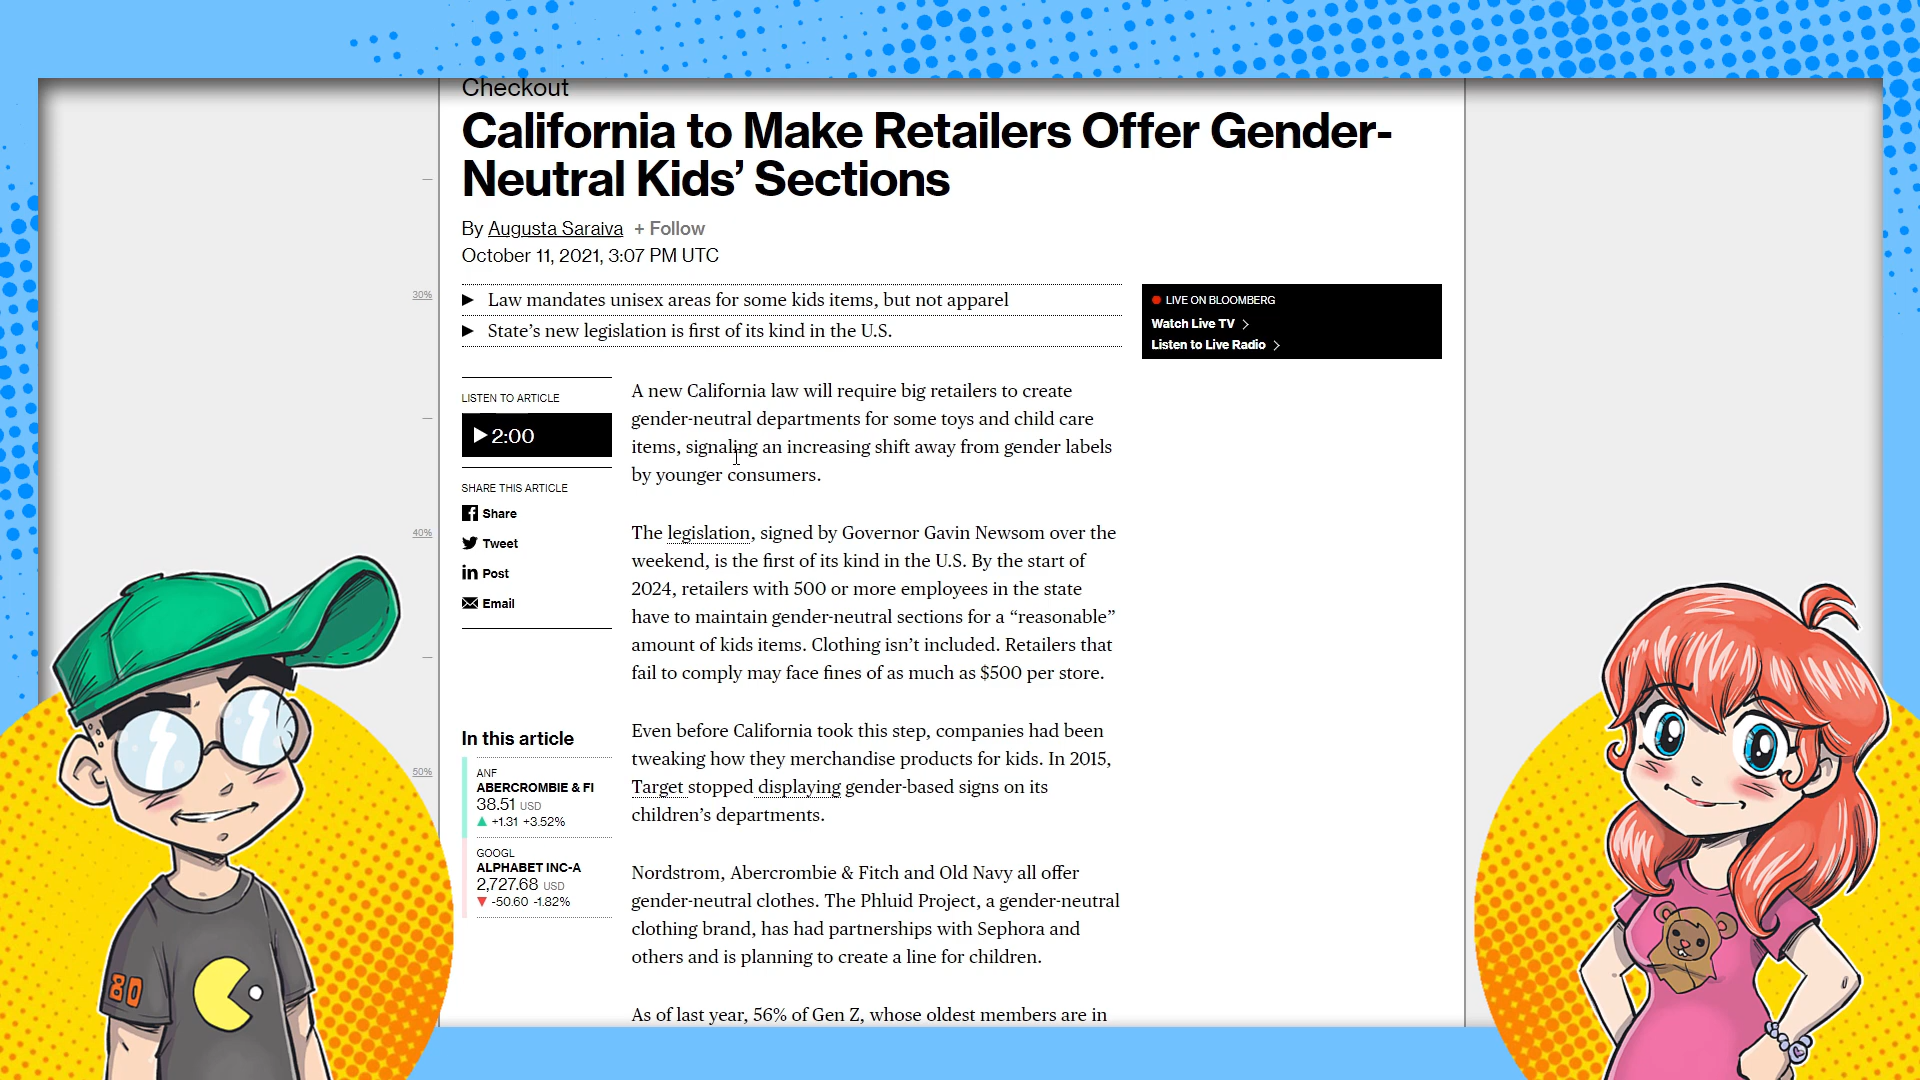 Checkout
California to Make Retailers Offer Gender-
Neutral Kids’ Sections
By Augusta Saraiva + Follow
October 11, 2021, 3:07 PM UTC
Law mandates unisex areas for some kids items, but not apparel
State’s new legislation is first of its kind in the U.S.
LIVE ON BLOOMBERG
Watch Live TV
Listen to Live Radio
LISTEN TO ARTICLE
2:00
SHARE THIS ARTICLE
Share
Tweet
Post
Email
A new California law will require big retailers to create
gender-neutral departments for some toys and child care
items, signaling an increasing shift away from gender labels
by younger consumers.
The legislation, signed by Governor Gavin Newsom over the
weekend, is the first of its kind in the U.S. By the start of
2024, retailers with 500 or more employees in the state
have to maintain gender-neutral sections for a “reasonable”
amount of kids items. Clothing isn’t included. Retailers that
fail to comply may face fines of as much as $500 per store.
Even before California took this step, companies had been
tweaking how they merchandise products for kids. In 2015,
Target stopped displaying gender-based signs on its
children’s departments.
Nordstrom, Abercrombie & Fitch and Old Navy all offer
gender-neutral clothes. The Phluid Project, a gender-neutral
clothing brand, has had partnerships with Sephora and
others and is planning to create a line for children.
As of last year, 56% of Gen Z, whose oldest members are in
In this article
ANF
ABERCROMBIE & FI
38.51 USD
+1.31 +3.52%
GOOGL
ALPHABET INC-A
2,727.68 USD
-50.60 -1.82%
30%
40%
50%
80